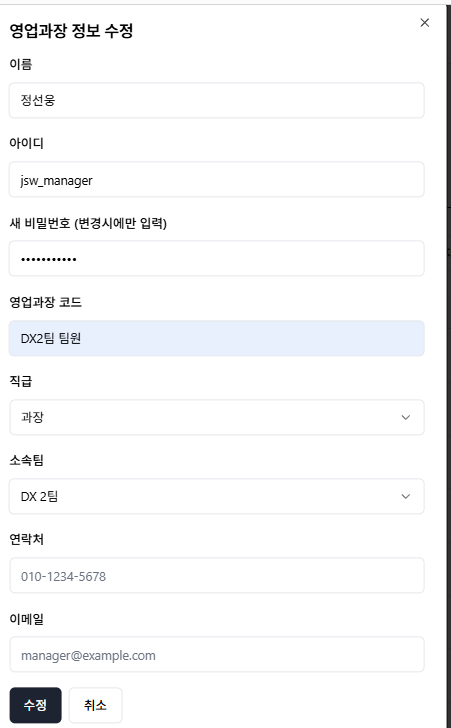 영업과장 정보 수정
이름
정선웅
아이디
jsw_manager
새 비밀번호 (변경시에만 입력)
•••••••••••
영업과장 코드
DX2팀 팀원
직급
과장
소속팀
DX 2팀
연락처
010-1234-5678
이메일
manager@example.com
수정 취소